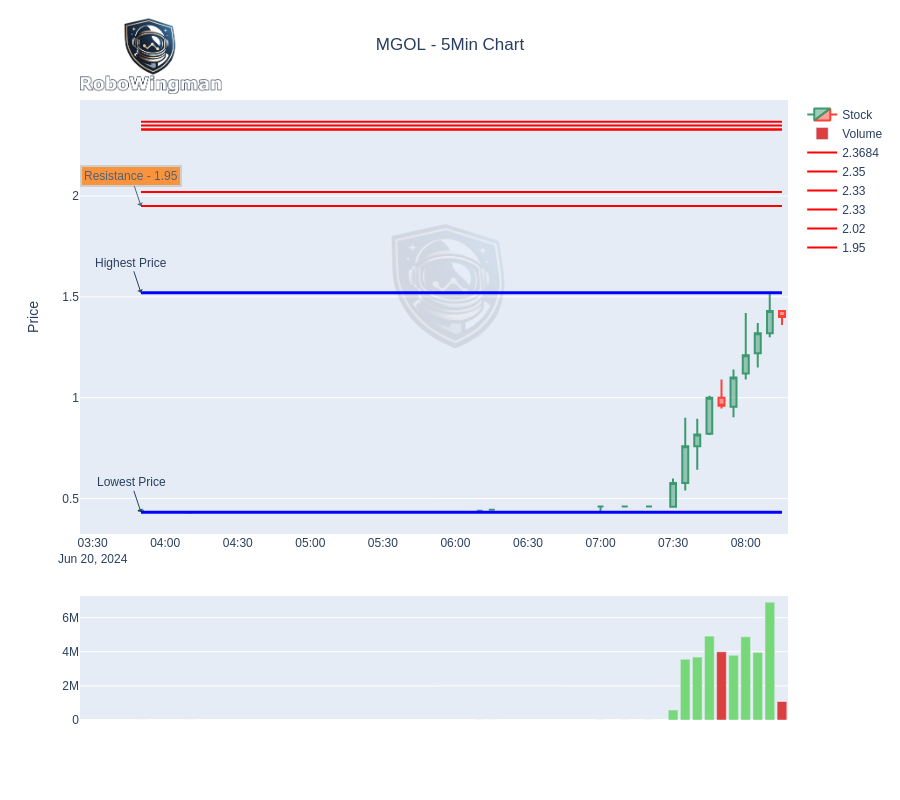 MGOL - 5Min Chart
RoboWingman
Stock
Volume
2.3684
2.35
2.33
2.33
2.02
1.95
Resistance - 1.95
Highest Price
Lowest Price
Price
2
1.5
1
0.5
03:30 04:00 04:30 05:00 05:30 06:00 06:30 07:00 07:30 08:00
Jun 20, 2024
6M
4M
2M
0